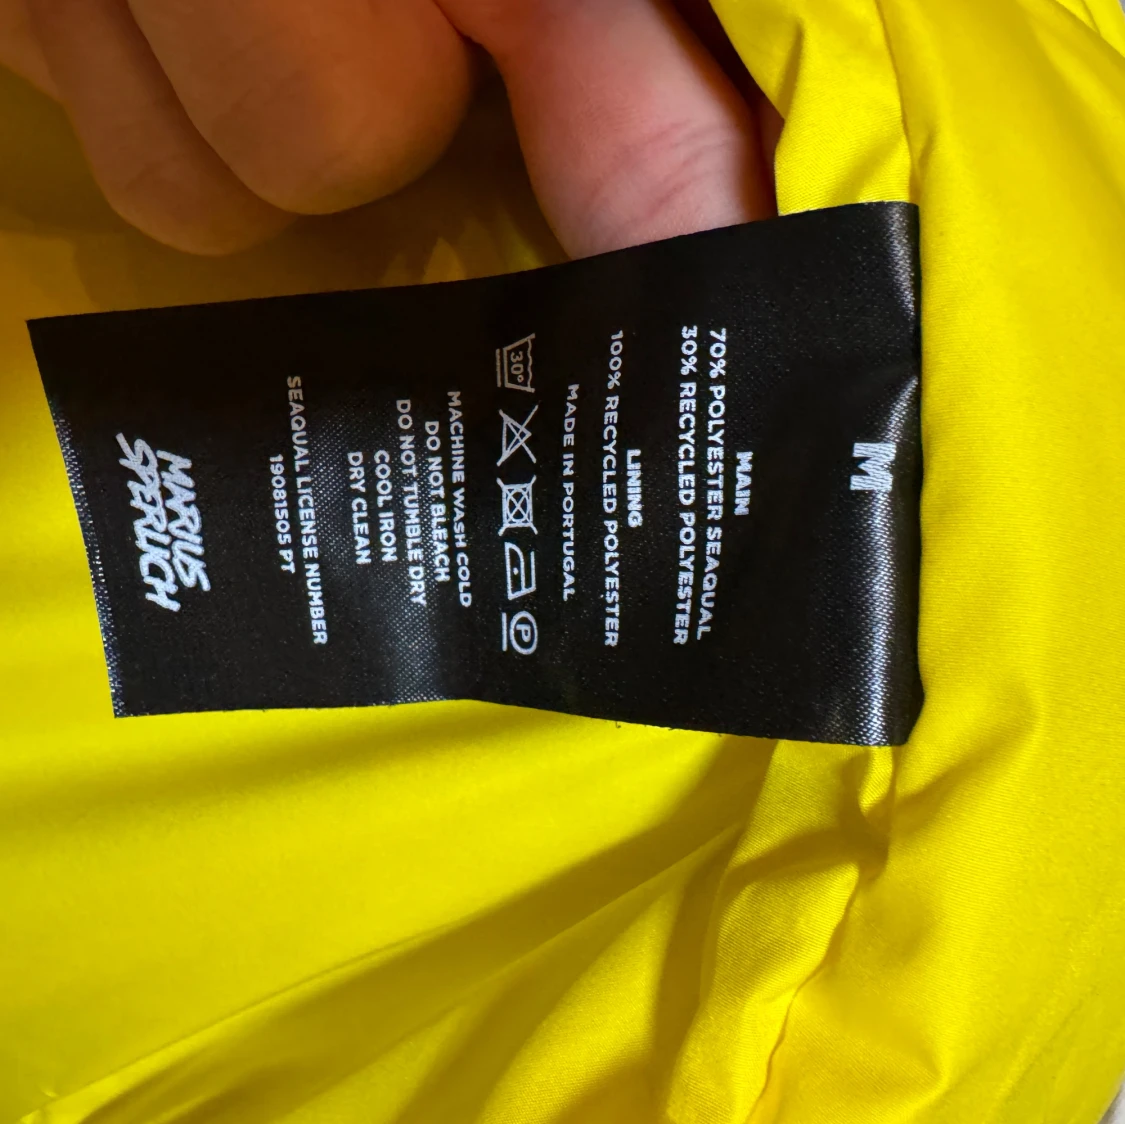 M
MAIN
70% POLYESTER SEAQUAL
30% RECYCLED POLYESTER
LINING
100% RECYCLED POLYESTER
MADE IN PORTUGAL
30°
P
MACHINE WASH COLD
DO NOT BLEACH
DO NOT TUMBLE DRY
COOL IRON
DRY CLEAN
SEAQUAL LICENSE NUMBER
19081505 PT
MARIUS
SPERLICH